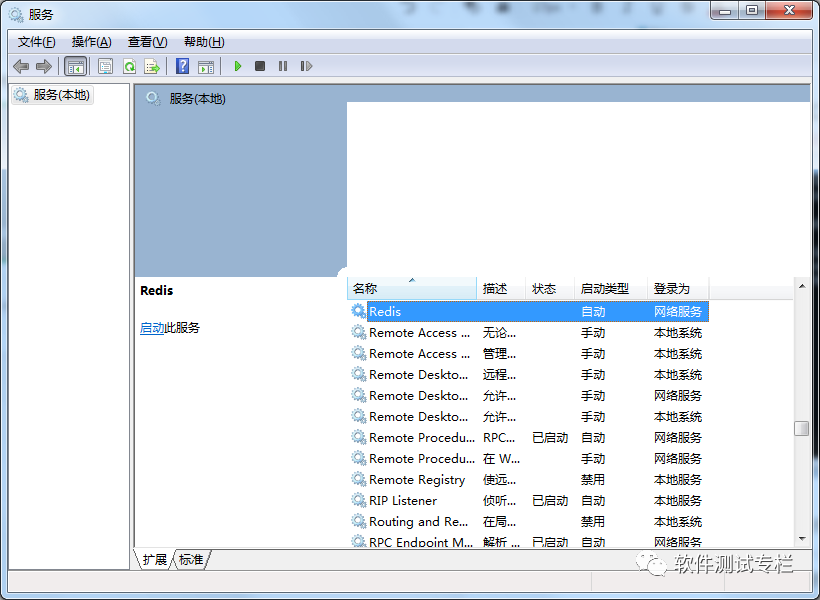 服务
文件(F) 操作(A) 查看(V) 帮助(H)
服务(本地)
服务(本地)
Redis
启动此服务
名称 描述 状态 启动类型 登录为
Redis 自动 网络服务
Remote Access ... 无论... 手动 本地系统
Remote Access ... 管理... 手动 本地系统
Remote Deskto... 远程... 手动 本地系统
Remote Deskto... 允许... 手动 网络服务
Remote Deskto... 允许... 手动 本地系统
Remote Procedu... RPC... 已启动 自动 网络服务
Remote Procedu... 在 W... 手动 网络服务
Remote Registry 使远... 禁用 本地服务
RIP Listener 侦听... 已启动 自动 本地服务
Routing and Re... 在局... 禁用 本地系统
RPC Endpoint M... 解析 ... 已启动 自动 网络服务
扩展 标准
软件测试专栏